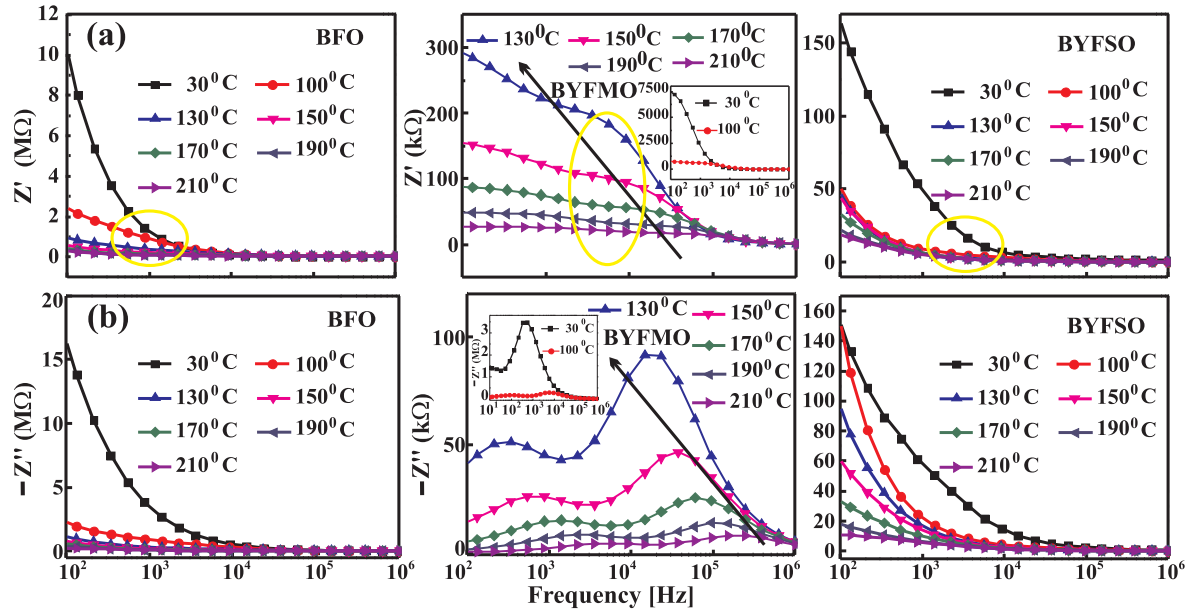 (a)
BFO
12
10
8
6
4
2
0
Z' (MΩ)
30⁰C
100⁰C
130⁰C
150⁰C
170⁰C
190⁰C
210⁰C
BYFMO
300
200
100
0
Z' (kΩ)
130⁰C
150⁰C
170⁰C
190⁰C
210⁰C
7500
5000
2500
0
30⁰C
100⁰C
10² 10³ 10⁴ 10⁵ 10⁶
BYFSO
150
100
50
0
30⁰C
100⁰C
130⁰C
150⁰C
170⁰C
190⁰C
210⁰C
(b)
BFO
20
15
10
5
0
−Z'' (MΩ)
30⁰C
100⁰C
130⁰C
150⁰C
170⁰C
190⁰C
210⁰C
10² 10³ 10⁴ 10⁵ 10⁶
BYFMO
100
50
0
−Z'' (kΩ)
130⁰C
150⁰C
170⁰C
190⁰C
210⁰C
3
2
1
0
−Z'' (MΩ)
30⁰C
100⁰C
10¹ 10² 10³ 10⁴ 10⁵ 10⁶
10² 10³ 10⁴ 10⁵ 10⁶
BYFSO
160
140
120
100
80
60
40
20
0
30⁰C
100⁰C
130⁰C
150⁰C
170⁰C
190⁰C
210⁰C
10² 10³ 10⁴ 10⁵ 10⁶
Frequency [Hz]